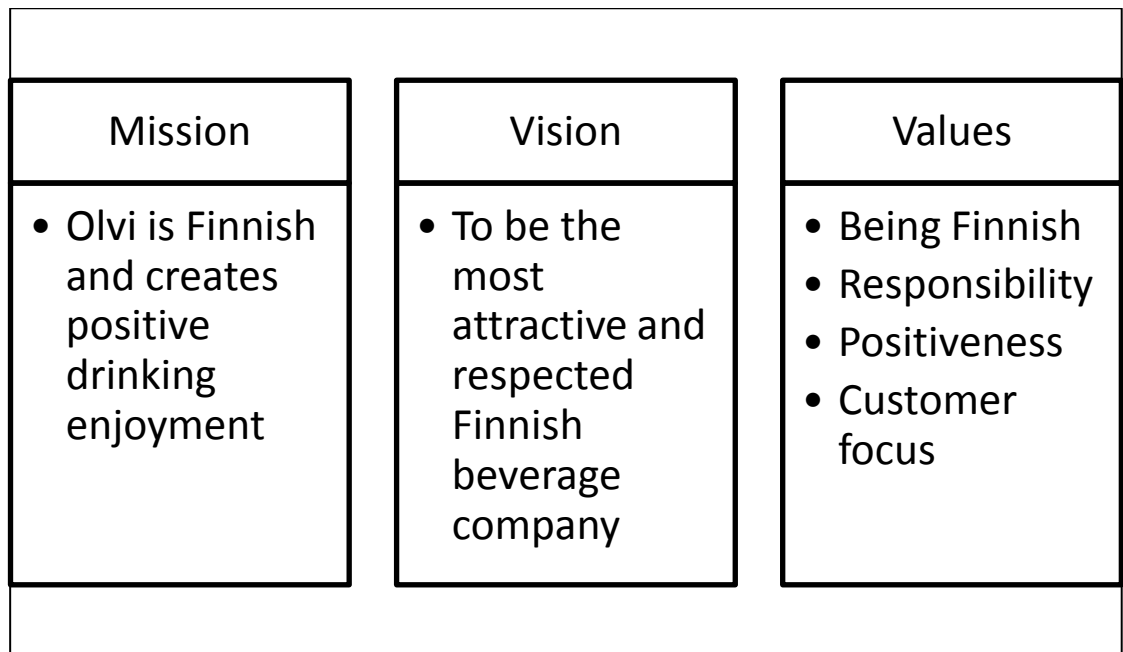 Mission
• Olvi is Finnish
and creates
positive
drinking
enjoyment
Vision
• To be the
most
attractive and
respected
Finnish
beverage
company
Values
• Being Finnish
• Responsibility
• Positiveness
• Customer
focus